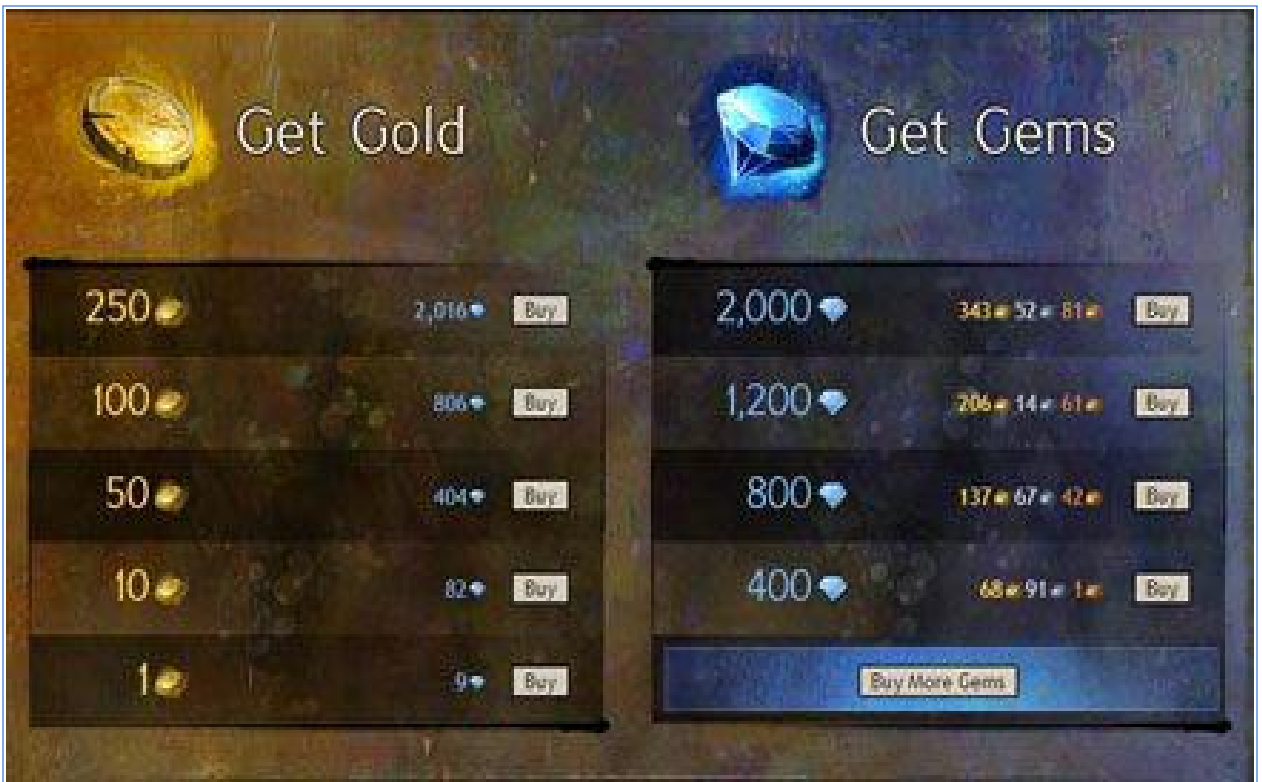 Get Gold
250 2,016 Buy
100 806 Buy
50 404 Buy
10 82 Buy
1 9 Buy
Get Gems
2,000 343 52 81 Buy
1,200 206 14 61 Buy
800 137 67 42 Buy
400 68 91 1 Buy
Buy More Gems